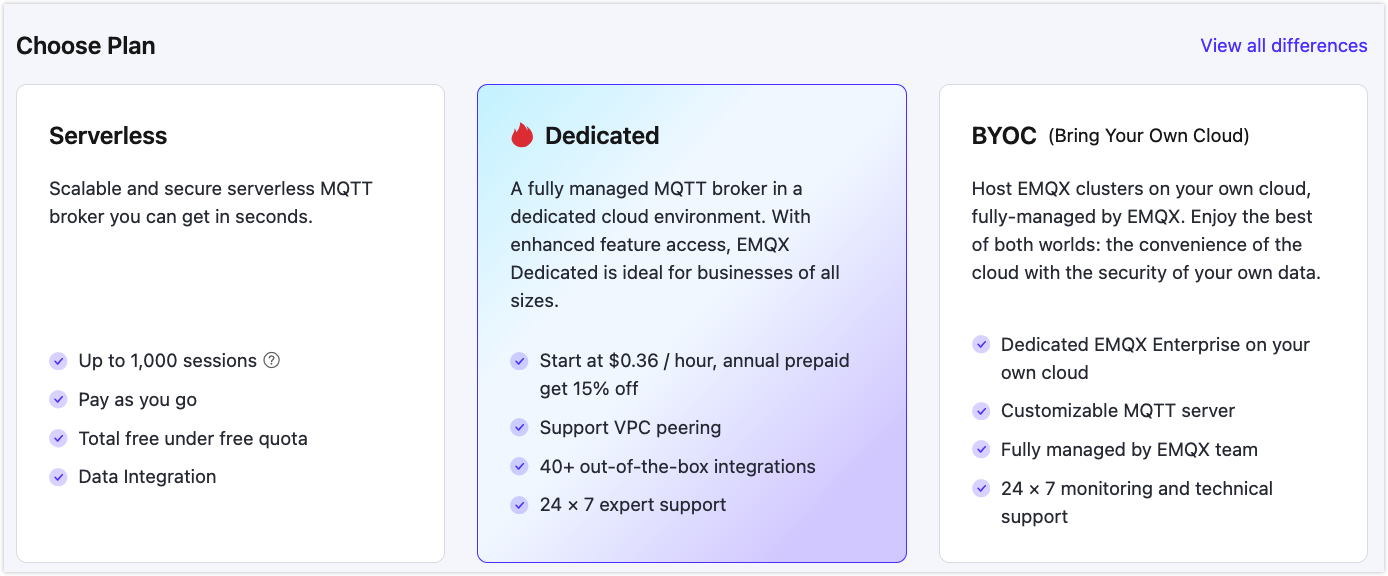 Choose Plan
View all differences
Serverless
Scalable and secure serverless MQTT
broker you can get in seconds.
Up to 1,000 sessions ?
Pay as you go
Total free under free quota
Data Integration
Dedicated
A fully managed MQTT broker in a
dedicated cloud environment. With
enhanced feature access, EMQX
Dedicated is ideal for businesses of all
sizes.
Start at $0.36 / hour, annual prepaid
get 15% off
Support VPC peering
40+ out-of-the-box integrations
24 × 7 expert support
BYOC (Bring Your Own Cloud)
Host EMQX clusters on your own cloud,
fully-managed by EMQX. Enjoy the best
of both worlds: the convenience of the
cloud with the security of your own data.
Dedicated EMQX Enterprise on your
own cloud
Customizable MQTT server
Fully managed by EMQX team
24 × 7 monitoring and technical
support